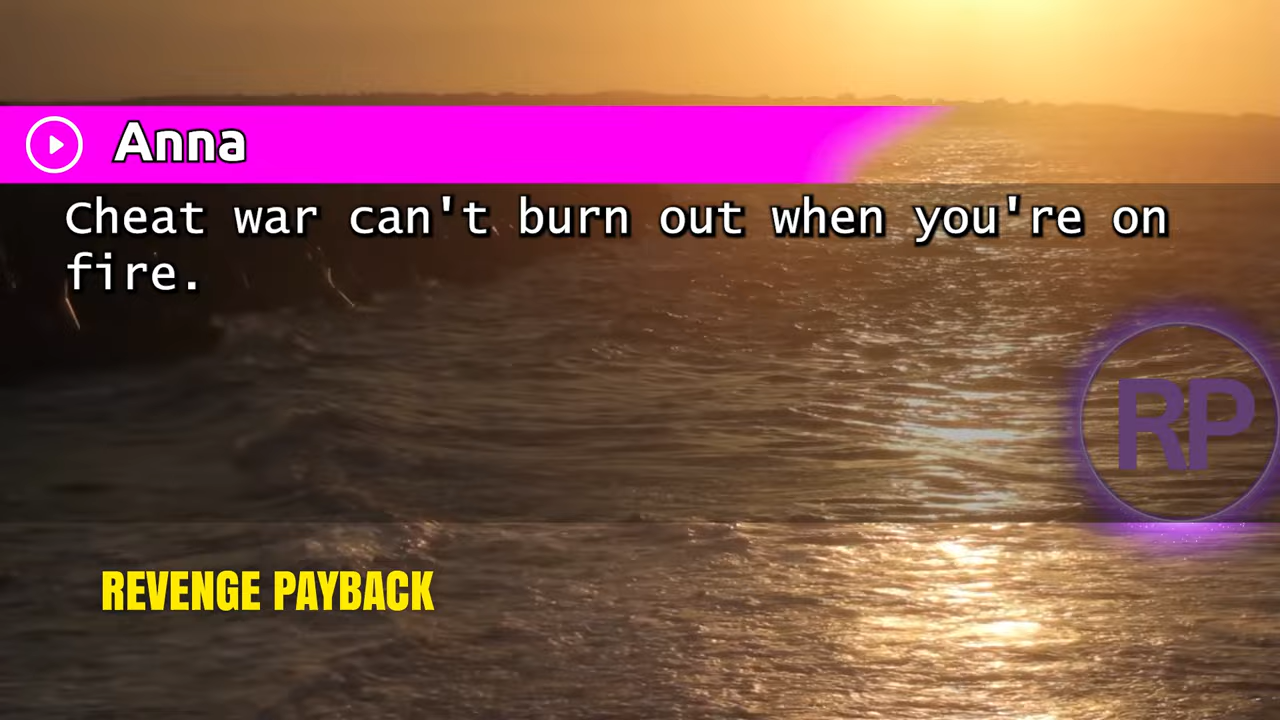 Anna
Cheat war can't burn out when you're on
fire.
RP
REVENGE PAYBACK